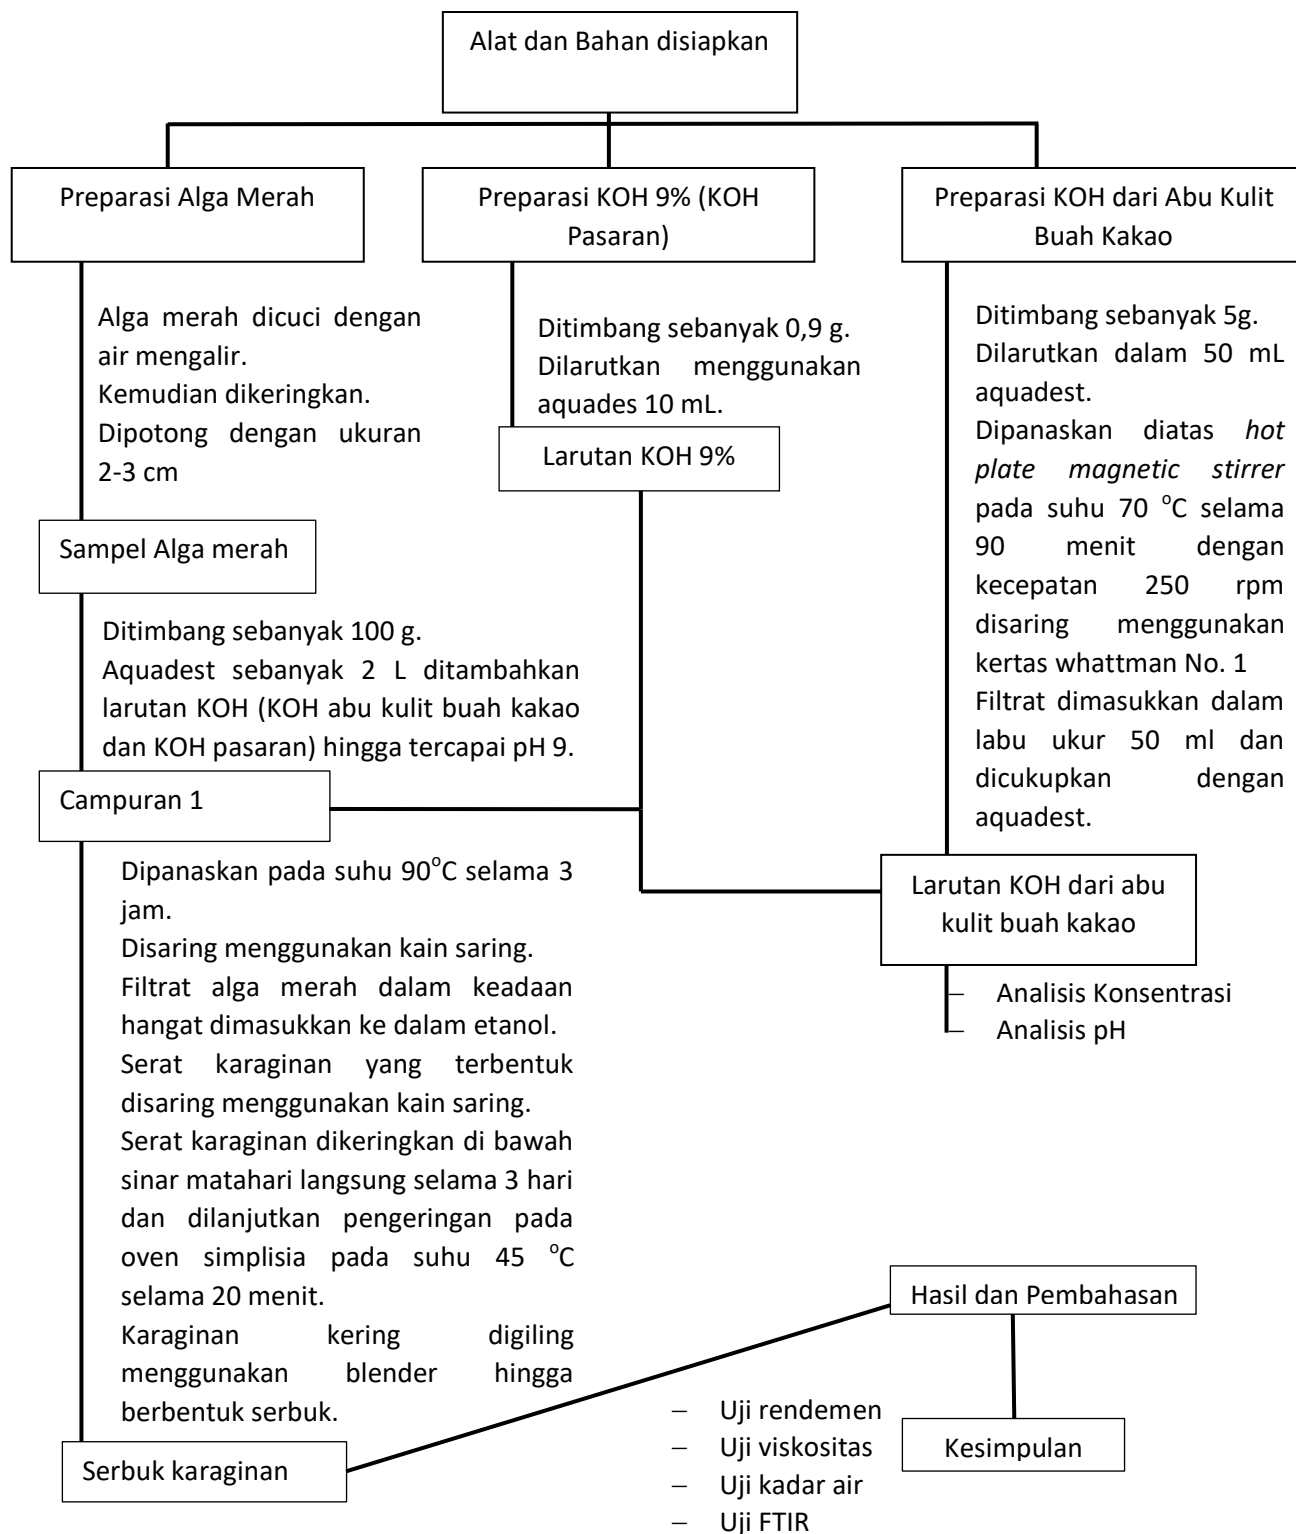 Alat dan Bahan disiapkan
Preparasi Alga Merah
Preparasi KOH 9% (KOH
Pasaran)
Preparasi KOH dari Abu Kulit
Buah Kakao
Alga merah dicuci dengan
air mengalir.
Kemudian dikeringkan.
Dipotong dengan ukuran
2-3 cm
Ditimbang sebanyak 0,9 g.
Dilarutkan menggunakan
aquades 10 mL.
Larutan KOH 9%
Ditimbang sebanyak 5g.
Dilarutkan dalam 50 mL
aquadest.
Dipanaskan diatas hot
plate magnetic stirrer
pada suhu 70 °C selama
90 menit dengan
kecepatan 250 rpm
disaring menggunakan
kertas whattman No. 1
Filtrat dimasukkan dalam
labu ukur 50 ml dan
dicukupkan dengan
aquadest.
Sampel Alga merah
Ditimbang sebanyak 100 g.
Aquadest sebanyak 2 L ditambahkan
larutan KOH (KOH abu kulit buah kakao
dan KOH pasaran) hingga tercapai pH 9.
Campuran 1
Larutan KOH dari abu
kulit buah kakao
– Analisis Konsentrasi
– Analisis pH
Dipanaskan pada suhu 90°C selama 3
jam.
Disaring menggunakan kain saring.
Filtrat alga merah dalam keadaan
hangat dimasukkan ke dalam etanol.
Serat karaginan yang terbentuk
disaring menggunakan kain saring.
Serat karaginan dikeringkan di bawah
sinar matahari langsung selama 3 hari
dan dilanjutkan pengeringan pada
oven simplisia pada suhu 45 °C
selama 20 menit.
Karaginan kering digiling
menggunakan blender hingga
berbentuk serbuk.
Serbuk karaginan
– Uji rendemen
– Uji viskositas
– Uji kadar air
– Uji FTIR
Hasil dan Pembahasan
Kesimpulan